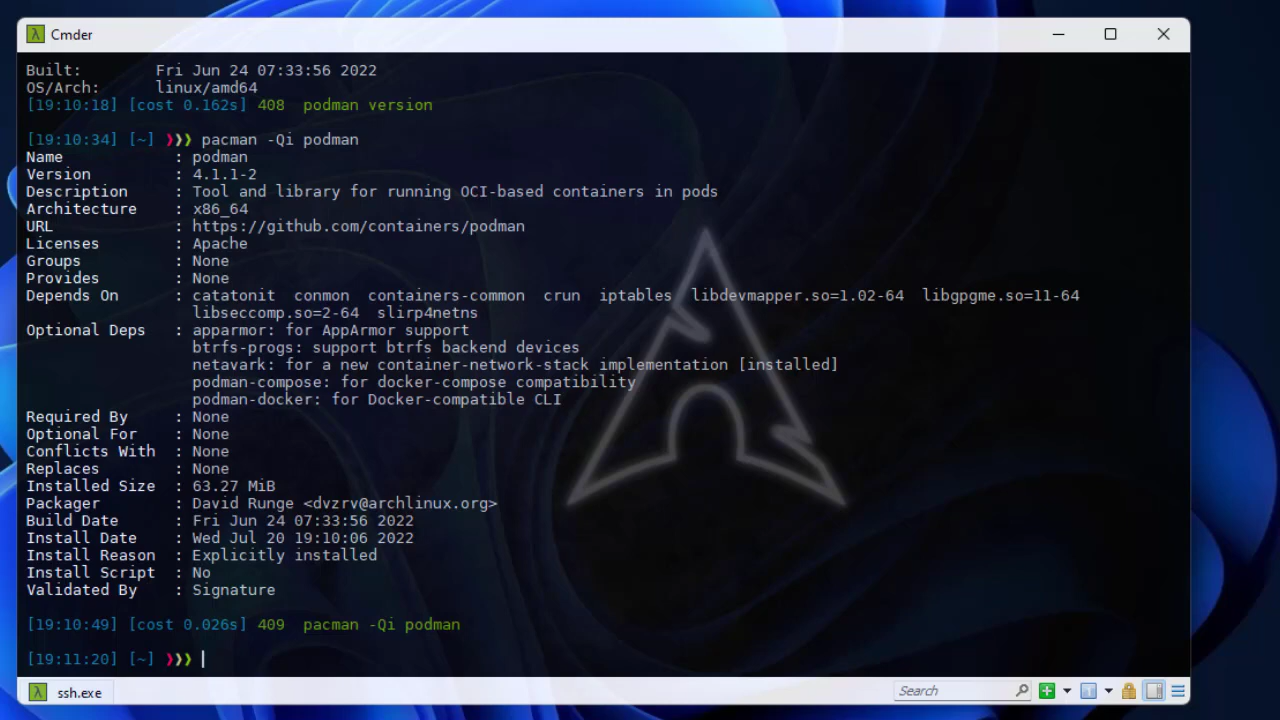 Cmder
Built:        Fri Jun 24 07:33:56 2022
OS/Arch:      linux/amd64
[19:10:18] [cost 0.162s] 408  podman version
[19:10:34] [~] ❯❯❯ pacman -Qi podman
Name            : podman
Version         : 4.1.1-2
Description     : Tool and library for running OCI-based containers in pods
Architecture    : x86_64
URL             : https://github.com/containers/podman
Licenses        : Apache
Groups          : None
Provides        : None
Depends On      : catatonit  conmon  containers-common  crun  iptables  libdevmapper.so=1.02-64  libgpgme.so=11-64
                  libseccomp.so=2-64  slirp4netns
Optional Deps   : apparmor: for AppArmor support
                  btrfs-progs: support btrfs backend devices
                  netavark: for a new container-network-stack implementation [installed]
                  podman-compose: for docker-compose compatibility
                  podman-docker: for Docker-compatible CLI
Required By     : None
Optional For    : None
Conflicts With  : None
Replaces        : None
Installed Size  : 63.27 MiB
Packager        : David Runge <dvzrv@archlinux.org>
Build Date      : Fri Jun 24 07:33:56 2022
Install Date    : Wed Jul 20 19:10:06 2022
Install Reason  : Explicitly installed
Install Script  : No
Validated By    : Signature
[19:10:49] [cost 0.026s] 409  pacman -Qi podman
[19:11:20] [~] ❯❯❯
ssh.exe
Search